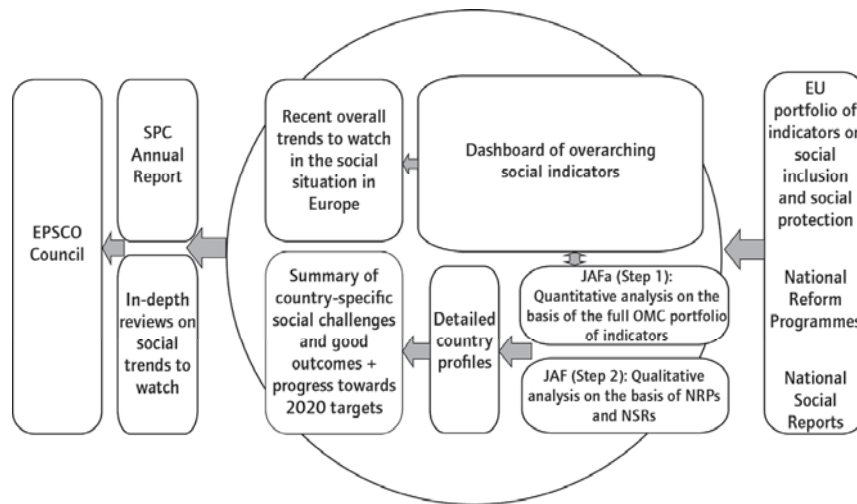 EPSCO
Council
SPC
Annual
Report
In-depth
reviews on
social
trends to
watch
Recent overall
trends to watch
in the social
situation in
Europe
Summary of
country-specific
social challenges
and good
outcomes +
progress towards
2020 targets
Dashboard of overarching
social indicators
Detailed
country
profiles
JAFa (Step 1):
Quantitative analysis on the
basis of the full OMC portfolio
of indicators
JAF (Step 2): Qualitative
analysis on the basis of NRPs
and NSRs
EU
portfolio of
indicators on
social
inclusion
and social
protection
National
Reform
Programmes
National
Social
Reports